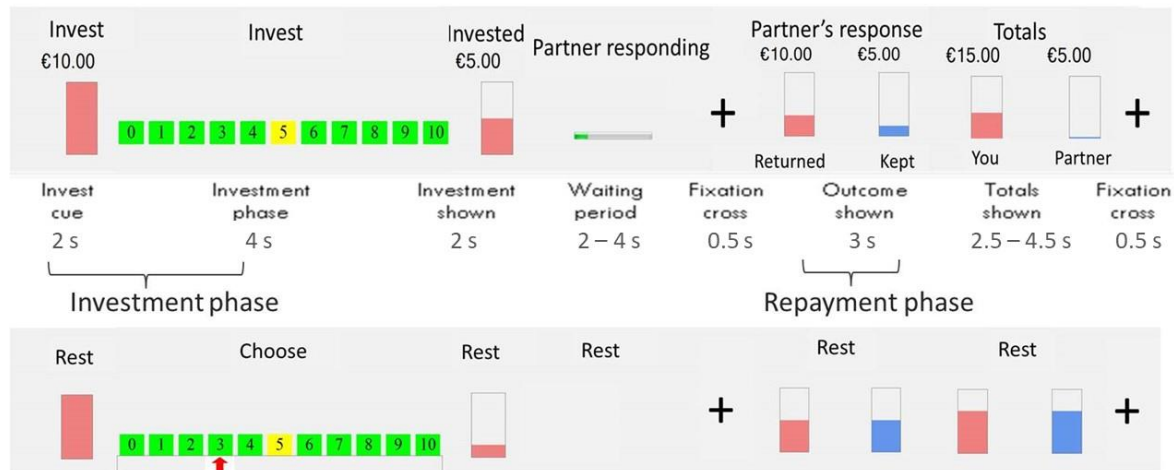 Invest
€10.00
Invest
0 1 2 3 4 5 6 7 8 9 10
Invested
€5.00
Partner responding
+
Partner's response
€10.00 €5.00
Returned Kept
Totals
€15.00 €5.00
You Partner
+
Invest
cue
2 s
Investment
phase
4 s
Investment
shown
2 s
Waiting
period
2 – 4 s
Fixation
cross
0.5 s
Outcome
shown
3 s
Totals
shown
2.5 – 4.5 s
Fixation
cross
0.5 s
Investment phase
Repayment phase
Rest
Choose
0 1 2 3 4 5 6 7 8 9 10
Rest
Rest
+
Rest
Rest
+